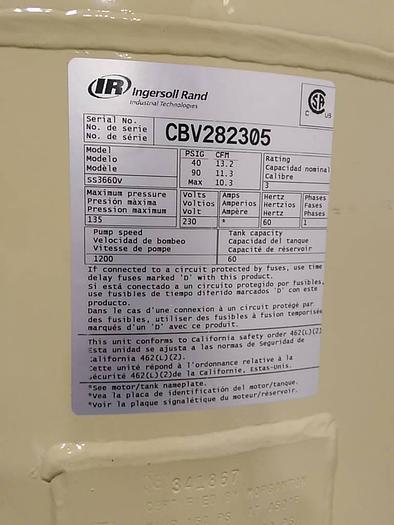 IR Ingersoll Rand
Industrial Technologies
CSA
C US
Serial No.
No. de serie
No. de série
CBV282305
Model
Modelo
Modèle
SS3660V
PSIG CFM
40 13.2
90 11.3
Max 10.3
Rating
Capacidad nominal
Calibre
3
Maximum pressure
Presión máxima
Pression maximum
135
Volts
Voltios
Volt
230
Amps
Amperios
Ampère
*
Hertz
Hertzios
Hertz
60
Phases
Fases
Phases
1
Pump speed
Velocidad de bombeo
Vitesse de pompe
1200
Tank capacity
Capacidad del tanque
Capacité de réservoir
60
If connected to a circuit protected by fuses, use time
delay fuses marked 'D' with this product.
Si está conectado a un circuito protegido por fusibles,
use fusibles de tiempo diferido marcados 'D' con este
producto.
Dans le cas d'une connexion à un circuit protégé par
des fusibles, utiliser des fusibles à fusion temporisée
marqués d'un 'D' avec ce produit.
This unit conforms to California safety order 462(L)(2)
Esta unidad se ajusta a las normas de Seguridad de
California 462(L)(2).
Cette unité répond à l'ordonnance relative à la
sécurité 462(L)(2) de la Californie, Estas-Unis.
*See motor/tank nameplate.
*Vea la placa de identificación del motor/tanque.
*Voir la plaque signalétique du moteur/réservoir.
341867
CERTIFIED BY